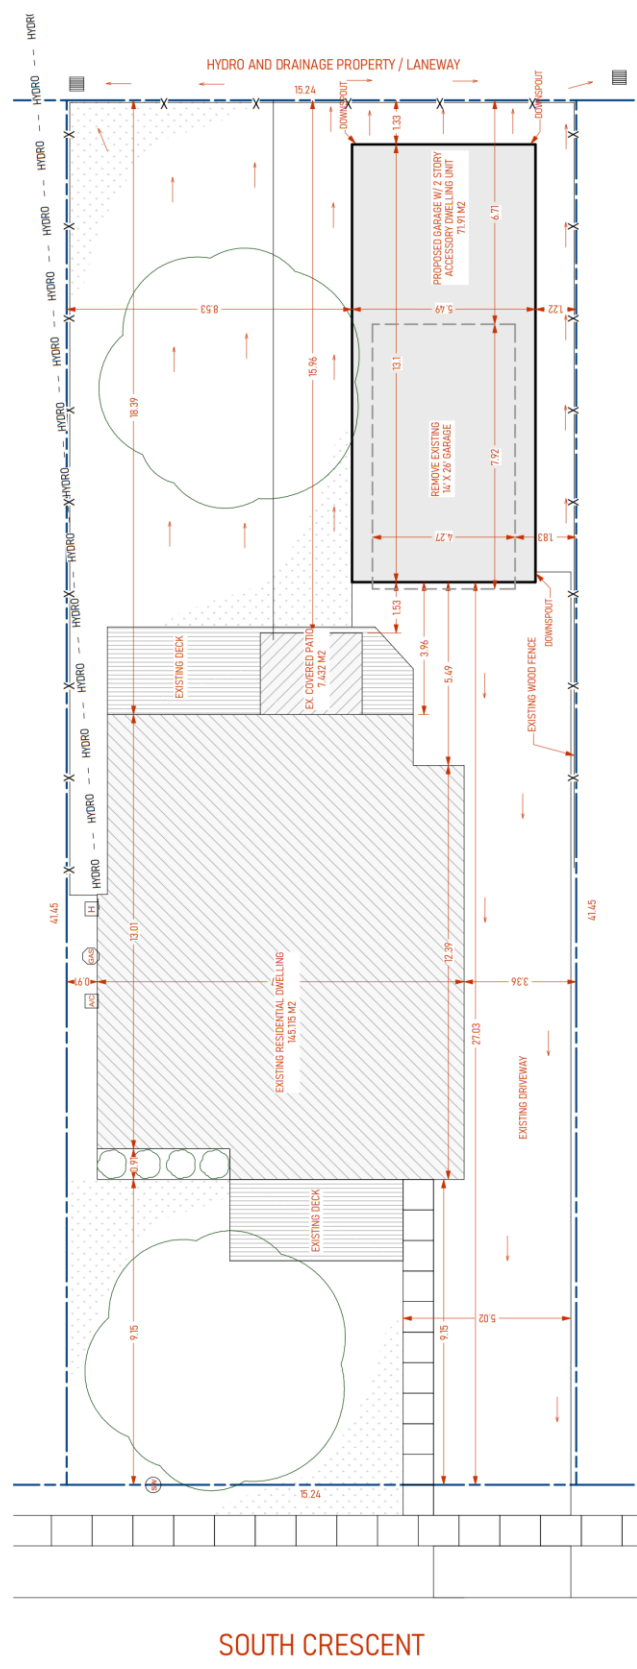 HYDRO
HYDRO AND DRAINAGE PROPERTY / LANEWAY
15.24
HYDRO
DOWNSPOUT
DOWNSPOUT
1.33
HYDRO
PROPOSED GARAGE W/ 2 STORY
ACCESSORY DWELLING UNIT
71.91 M2
6.71
HYDRO
HYDRO
8.53
5.49
1.22
HYDRO
15.96
13.1
18.39
HYDRO
REMOVE EXISTING
14' X 26' GARAGE
7.92
HYDRO
4.27
1.83
HYDRO
1.53
DOWNSPOUT
HYDRO
3.96
EXISTING DECK
EX. COVERED PATIO
7.432 M2
5.49
EXISTING WOOD FENCE
HYDRO
HYDRO
HYDRO
HYDRO
H
41.45
41.45
13.01
12.39
GAS
0.91
3.36
A/C
EXISTING RESIDENTIAL DWELLING
145.115 M2
27.03
EXISTING DRIVEWAY
0.91
EXISTING DECK
9.15
9.15
5.02
15.24
SOUTH CRESCENT